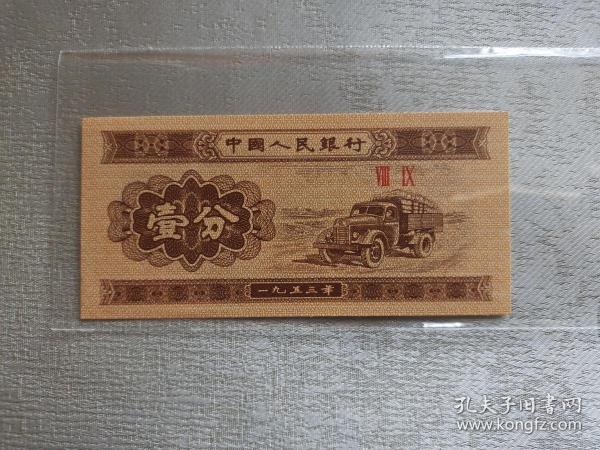 中國人民銀行
VIII IX
壹分
一九五三年
孔夫子旧书网
www.kongfz.com